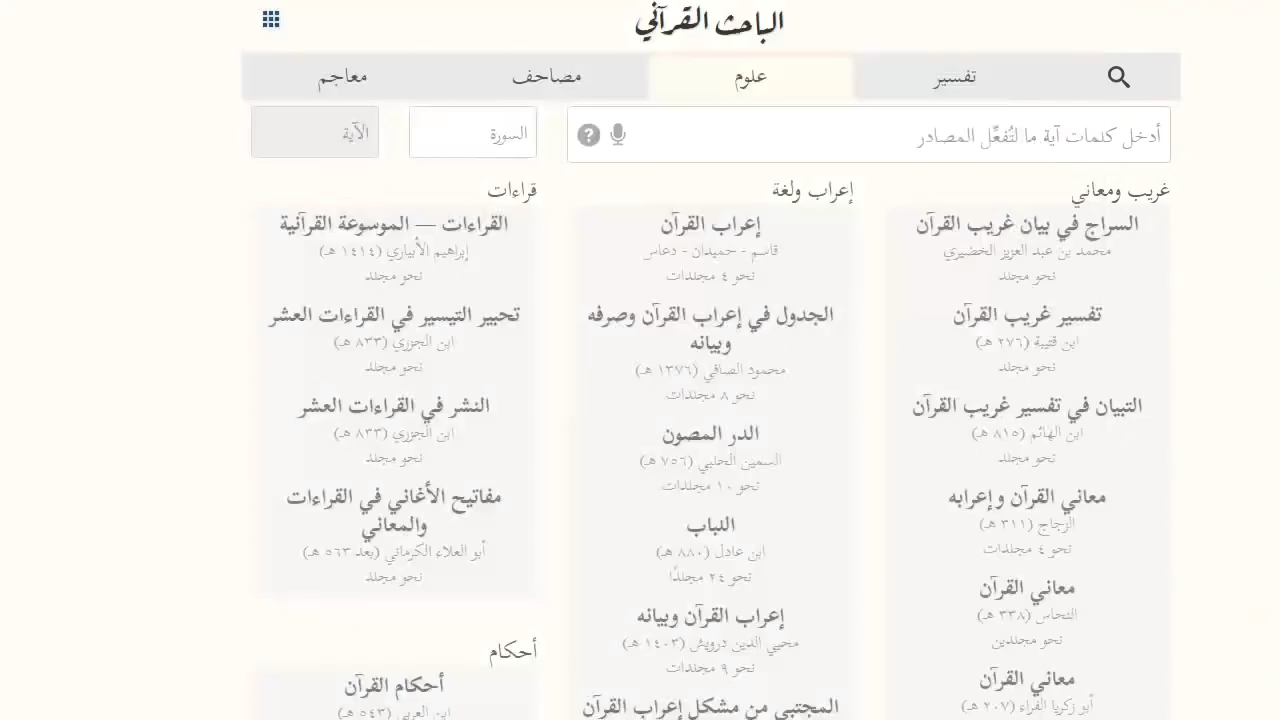 الباحث القرآني
تفسير
علوم
مصاحف
معاجم
أدخل كلمات آية ما لتُفعِّل المصادر
السورة
الآية
غريب ومعاني
السراج في بيان غريب القرآن
محمد بن عبد العزيز الخضيري
نحو مجلد
تفسير غريب القرآن
ابن قتيبة (٢٧٦ هـ)
نحو مجلد
التبيان في تفسير غريب القرآن
ابن الهائم (٨١٥ هـ)
نحو مجلد
معاني القرآن وإعرابه
الزجاج (٣١١ هـ)
نحو ٤ مجلدات
معاني القرآن
النحاس (٣٣٨ هـ)
نحو مجلدين
معاني القرآن
أبو زكريا الفراء (٢٠٧ هـ)
إعراب ولغة
إعراب القرآن
قاسم - حميدان - دعاس
نحو ٤ مجلدات
الجدول في إعراب القرآن وصرفه
وبيانه
محمود الصافي (١٣٧٦ هـ)
نحو ٨ مجلدات
الدر المصون
السمين الحلبي (٧٥٦ هـ)
نحو ١٠ مجلدات
اللباب
ابن عادل (٨٨٠ هـ)
نحو ٢٤ مجلدًا
إعراب القرآن وبيانه
محيي الدين درويش (١٤٠٣ هـ)
نحو ٩ مجلدات
المجتبى من مشكل إعراب القرآن
قراءات
القراءات — الموسوعة القرآنية
إبراهيم الأبياري (١٤١٤ هـ)
نحو مجلد
تحبير التيسير في القراءات العشر
ابن الجزري (٨٣٣ هـ)
نحو مجلد
النشر في القراءات العشر
ابن الجزري (٨٣٣ هـ)
نحو مجلد
مفاتيح الأغاني في القراءات
والمعاني
أبو العلاء الكرماني (بعد ٥٦٣ هـ)
نحو مجلد
أحكام
أحكام القرآن
ابن العربي (٥٤٣ هـ)